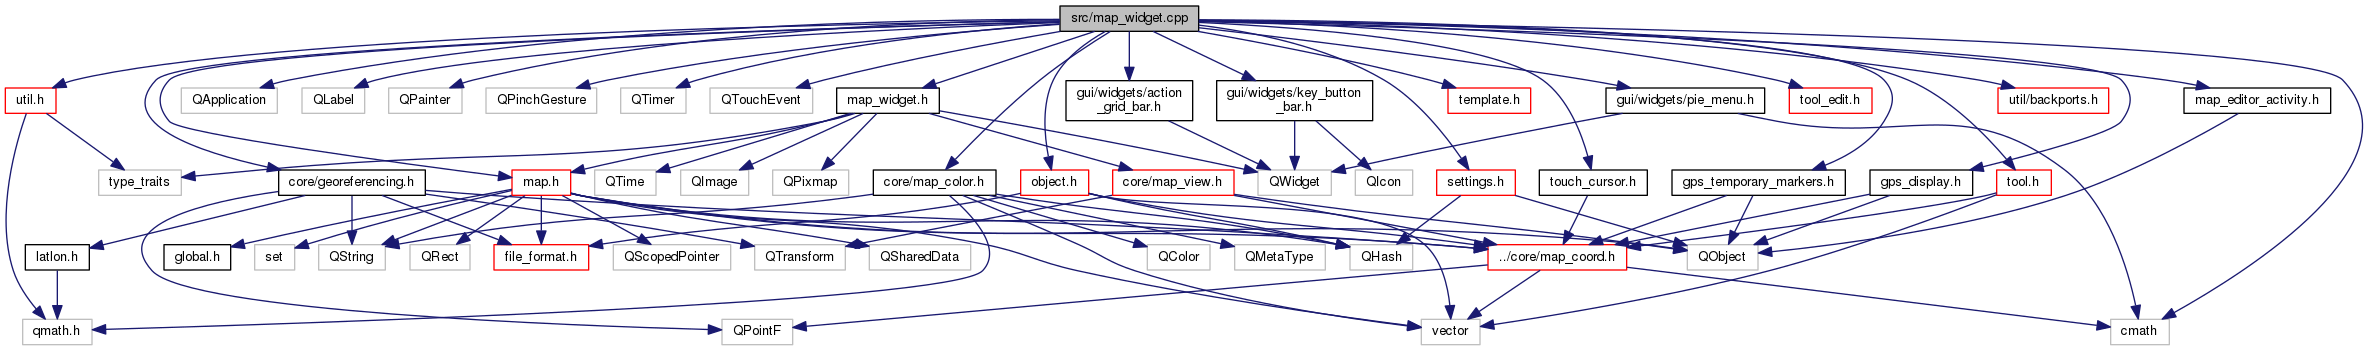 src/map_widget.cpp
util.h
QApplication
QLabel
QPainter
QPinchGesture
QTimer
QTouchEvent
map_widget.h
gui/widgets/action
_grid_bar.h
gui/widgets/key_button
_bar.h
template.h
gui/widgets/pie_menu.h
tool_edit.h
util/backports.h
map_editor_activity.h
type_traits
core/georeferencing.h
map.h
QTime
QImage
QPixmap
core/map_color.h
object.h
core/map_view.h
QWidget
QIcon
settings.h
touch_cursor.h
gps_temporary_markers.h
gps_display.h
tool.h
latlon.h
global.h
set
QString
QRect
file_format.h
QScopedPointer
QTransform
QSharedData
QColor
QMetaType
QHash
../core/map_coord.h
QObject
qmath.h
QPointF
vector
cmath